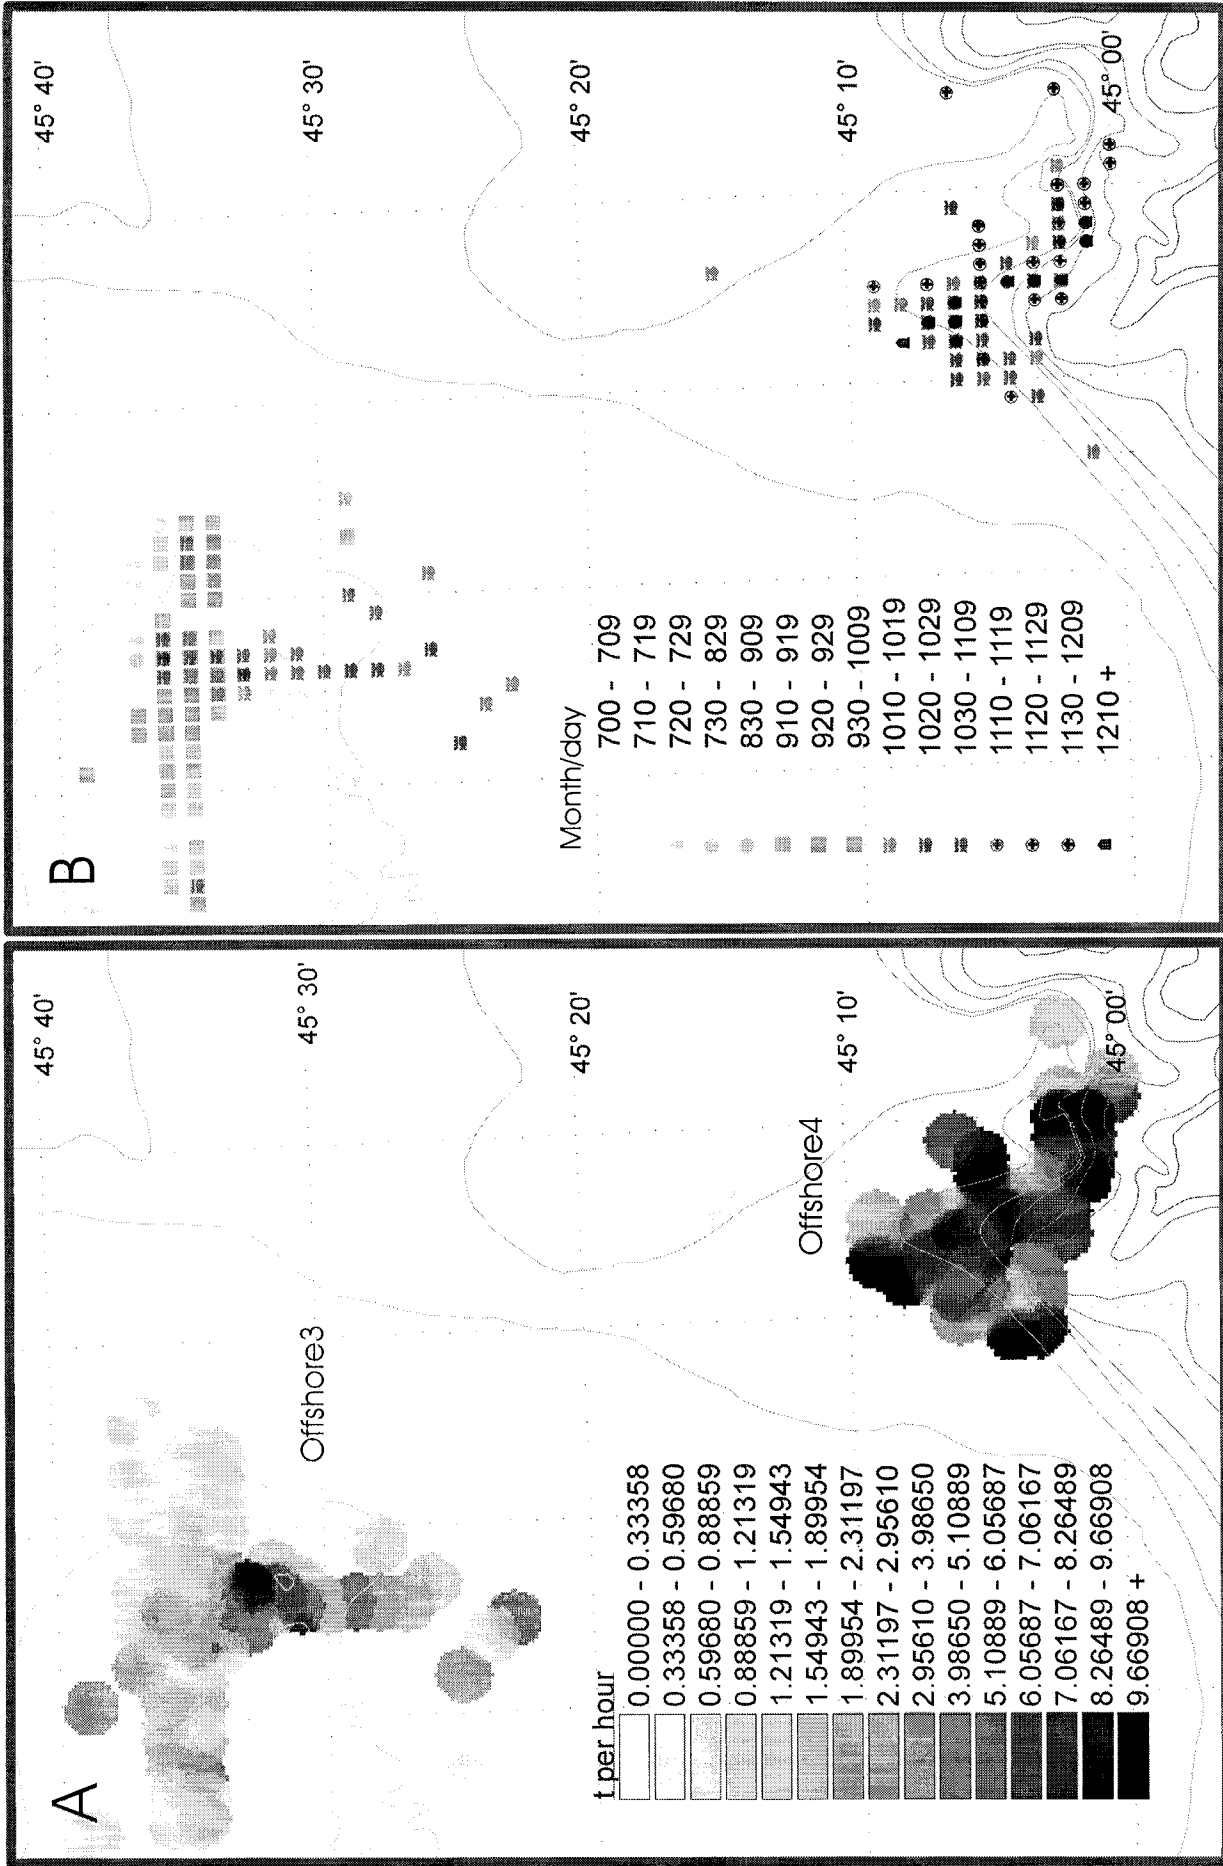 A
45° 40'
45° 30'
45° 20'
45° 10'
45° 00'
Offshore3
Offshore4
t per hour
0.00000 - 0.33358
0.33358 - 0.59680
0.59680 - 0.88859
0.88859 - 1.21319
1.21319 - 1.54943
1.54943 - 1.89954
1.89954 - 2.31197
2.31197 - 2.95610
2.95610 - 3.98650
3.98650 - 5.10889
5.10889 - 6.05687
6.05687 - 7.06167
7.06167 - 8.26489
8.26489 - 9.66908
9.66908 +
B
45° 40'
45° 30'
45° 20'
45° 10'
45° 00'
Month/day
700 - 709
710 - 719
720 - 729
730 - 829
830 - 909
910 - 919
920 - 929
930 - 1009
1010 - 1019
1020 - 1029
1030 - 1109
1110 - 1119
1120 - 1129
1130 - 1209
1210 +